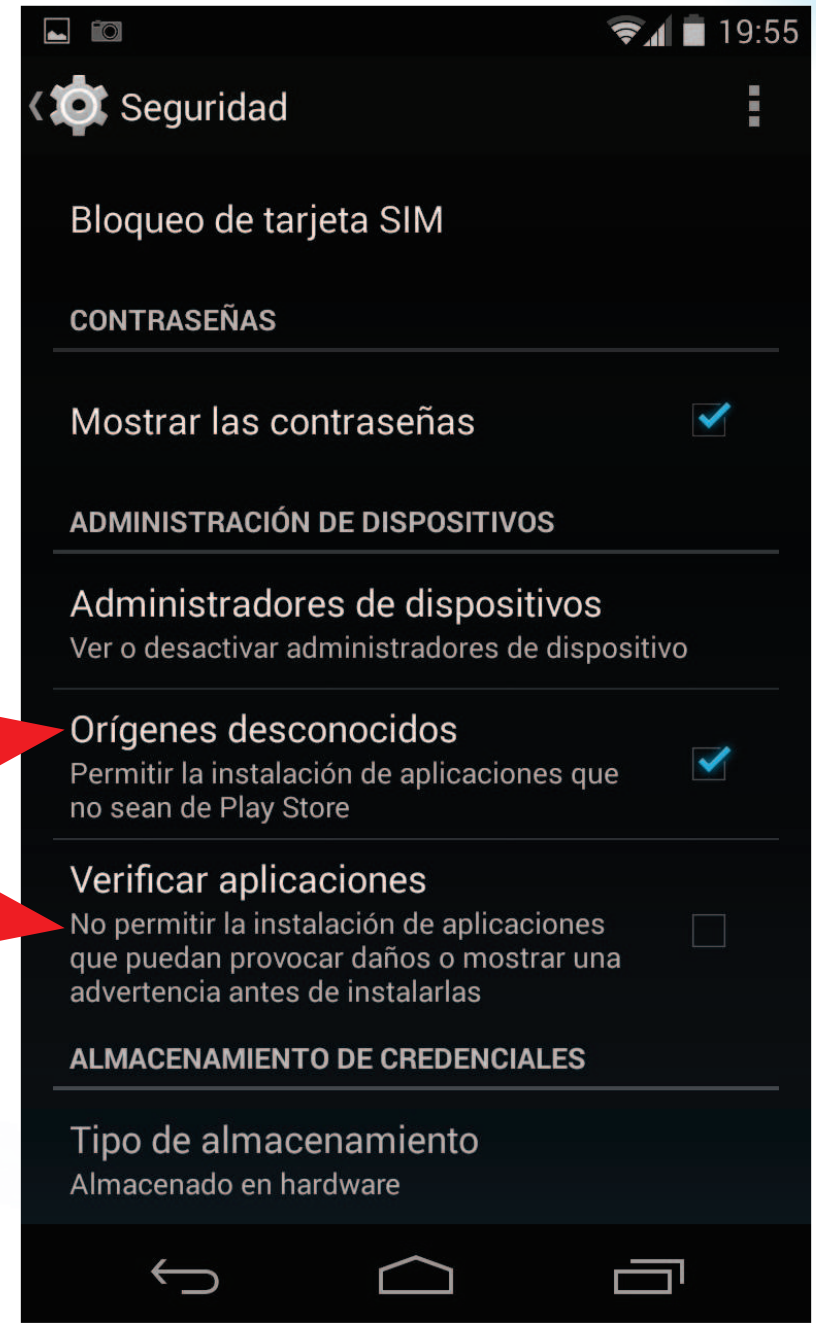 19:55
Seguridad
Bloqueo de tarjeta SIM
CONTRASEÑAS
Mostrar las contraseñas
ADMINISTRACIÓN DE DISPOSITIVOS
Administradores de dispositivos
Ver o desactivar administradores de dispositivo
Orígenes desconocidos
Permitir la instalación de aplicaciones que
no sean de Play Store
Verificar aplicaciones
No permitir la instalación de aplicaciones
que puedan provocar daños o mostrar una
advertencia antes de instalarlas
ALMACENAMIENTO DE CREDENCIALES
Tipo de almacenamiento
Almacenado en hardware